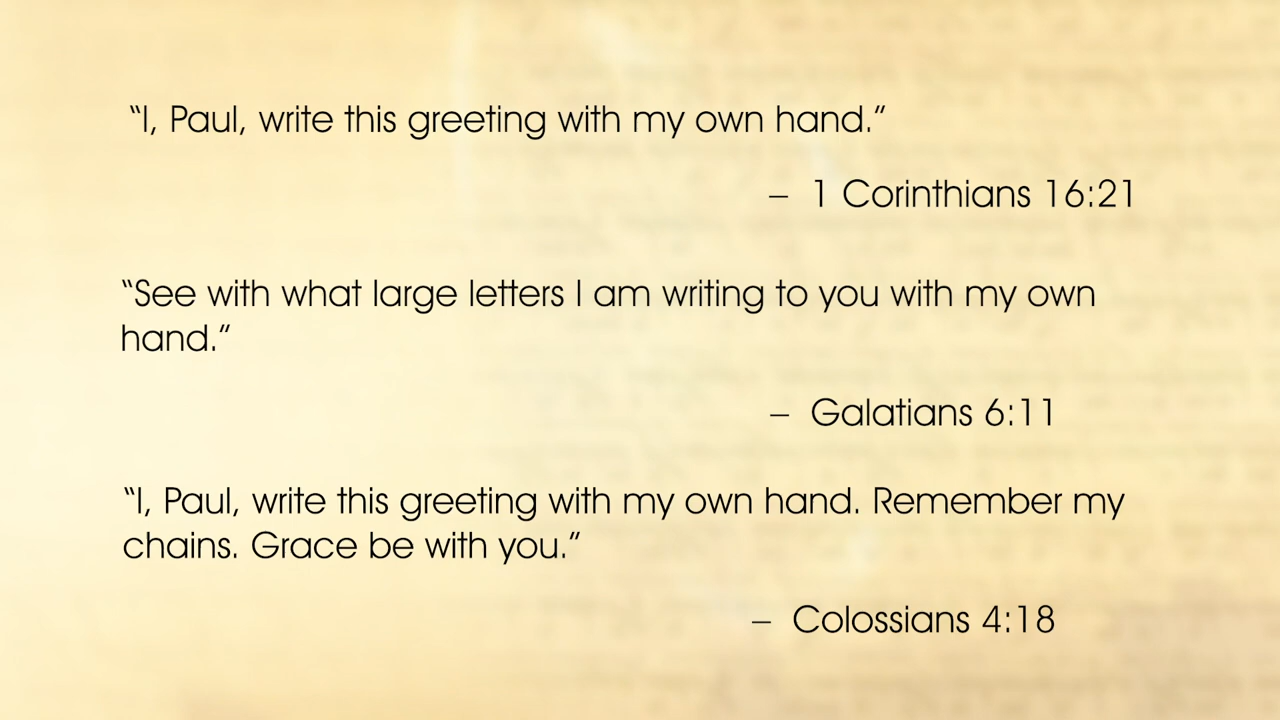 “I, Paul, write this greeting with my own hand.”
– 1 Corinthians 16:21
“See with what large letters I am writing to you with my own
hand.”
– Galatians 6:11
“I, Paul, write this greeting with my own hand. Remember my
chains. Grace be with you.”
– Colossians 4:18